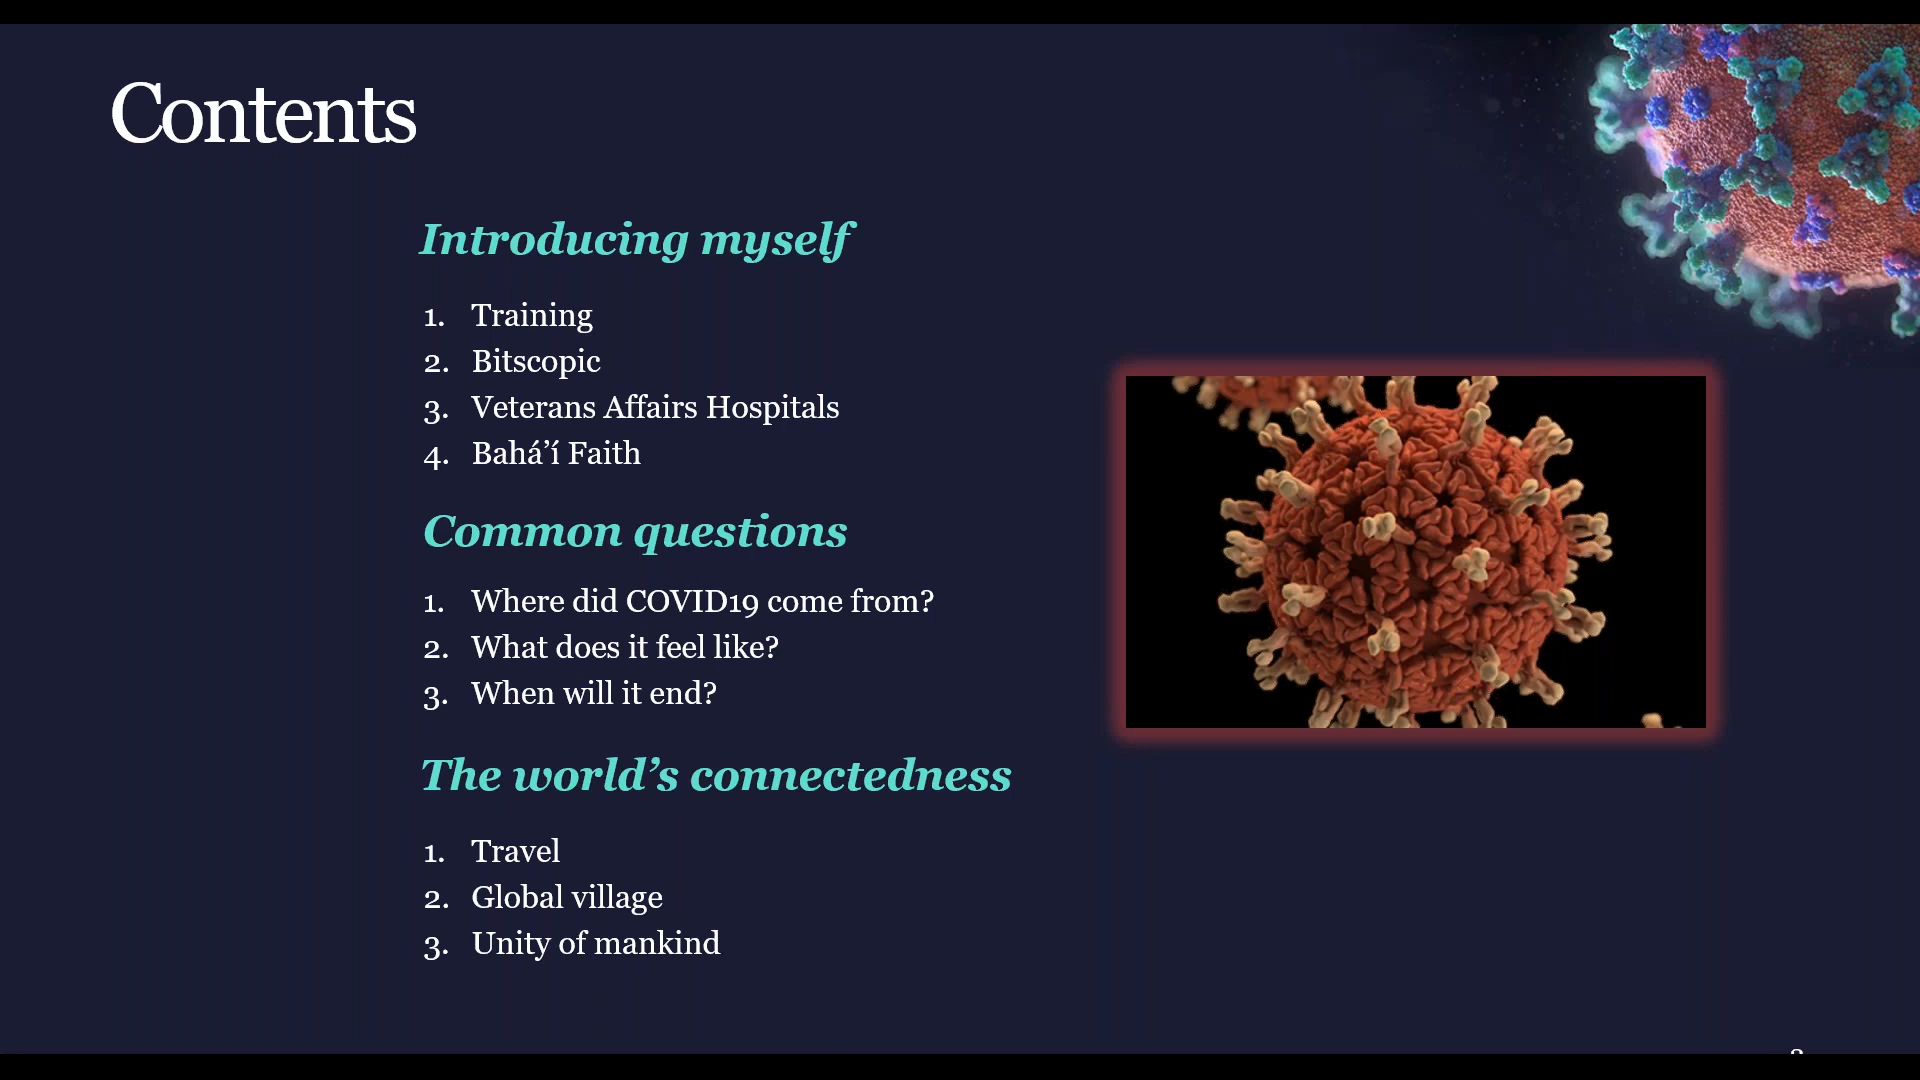 Contents
Introducing myself
1. Training
2. Bitscopic
3. Veterans Affairs Hospitals
4. Bahá’í Faith
Common questions
1. Where did COVID19 come from?
2. What does it feel like?
3. When will it end?
The world’s connectedness
1. Travel
2. Global village
3. Unity of mankind